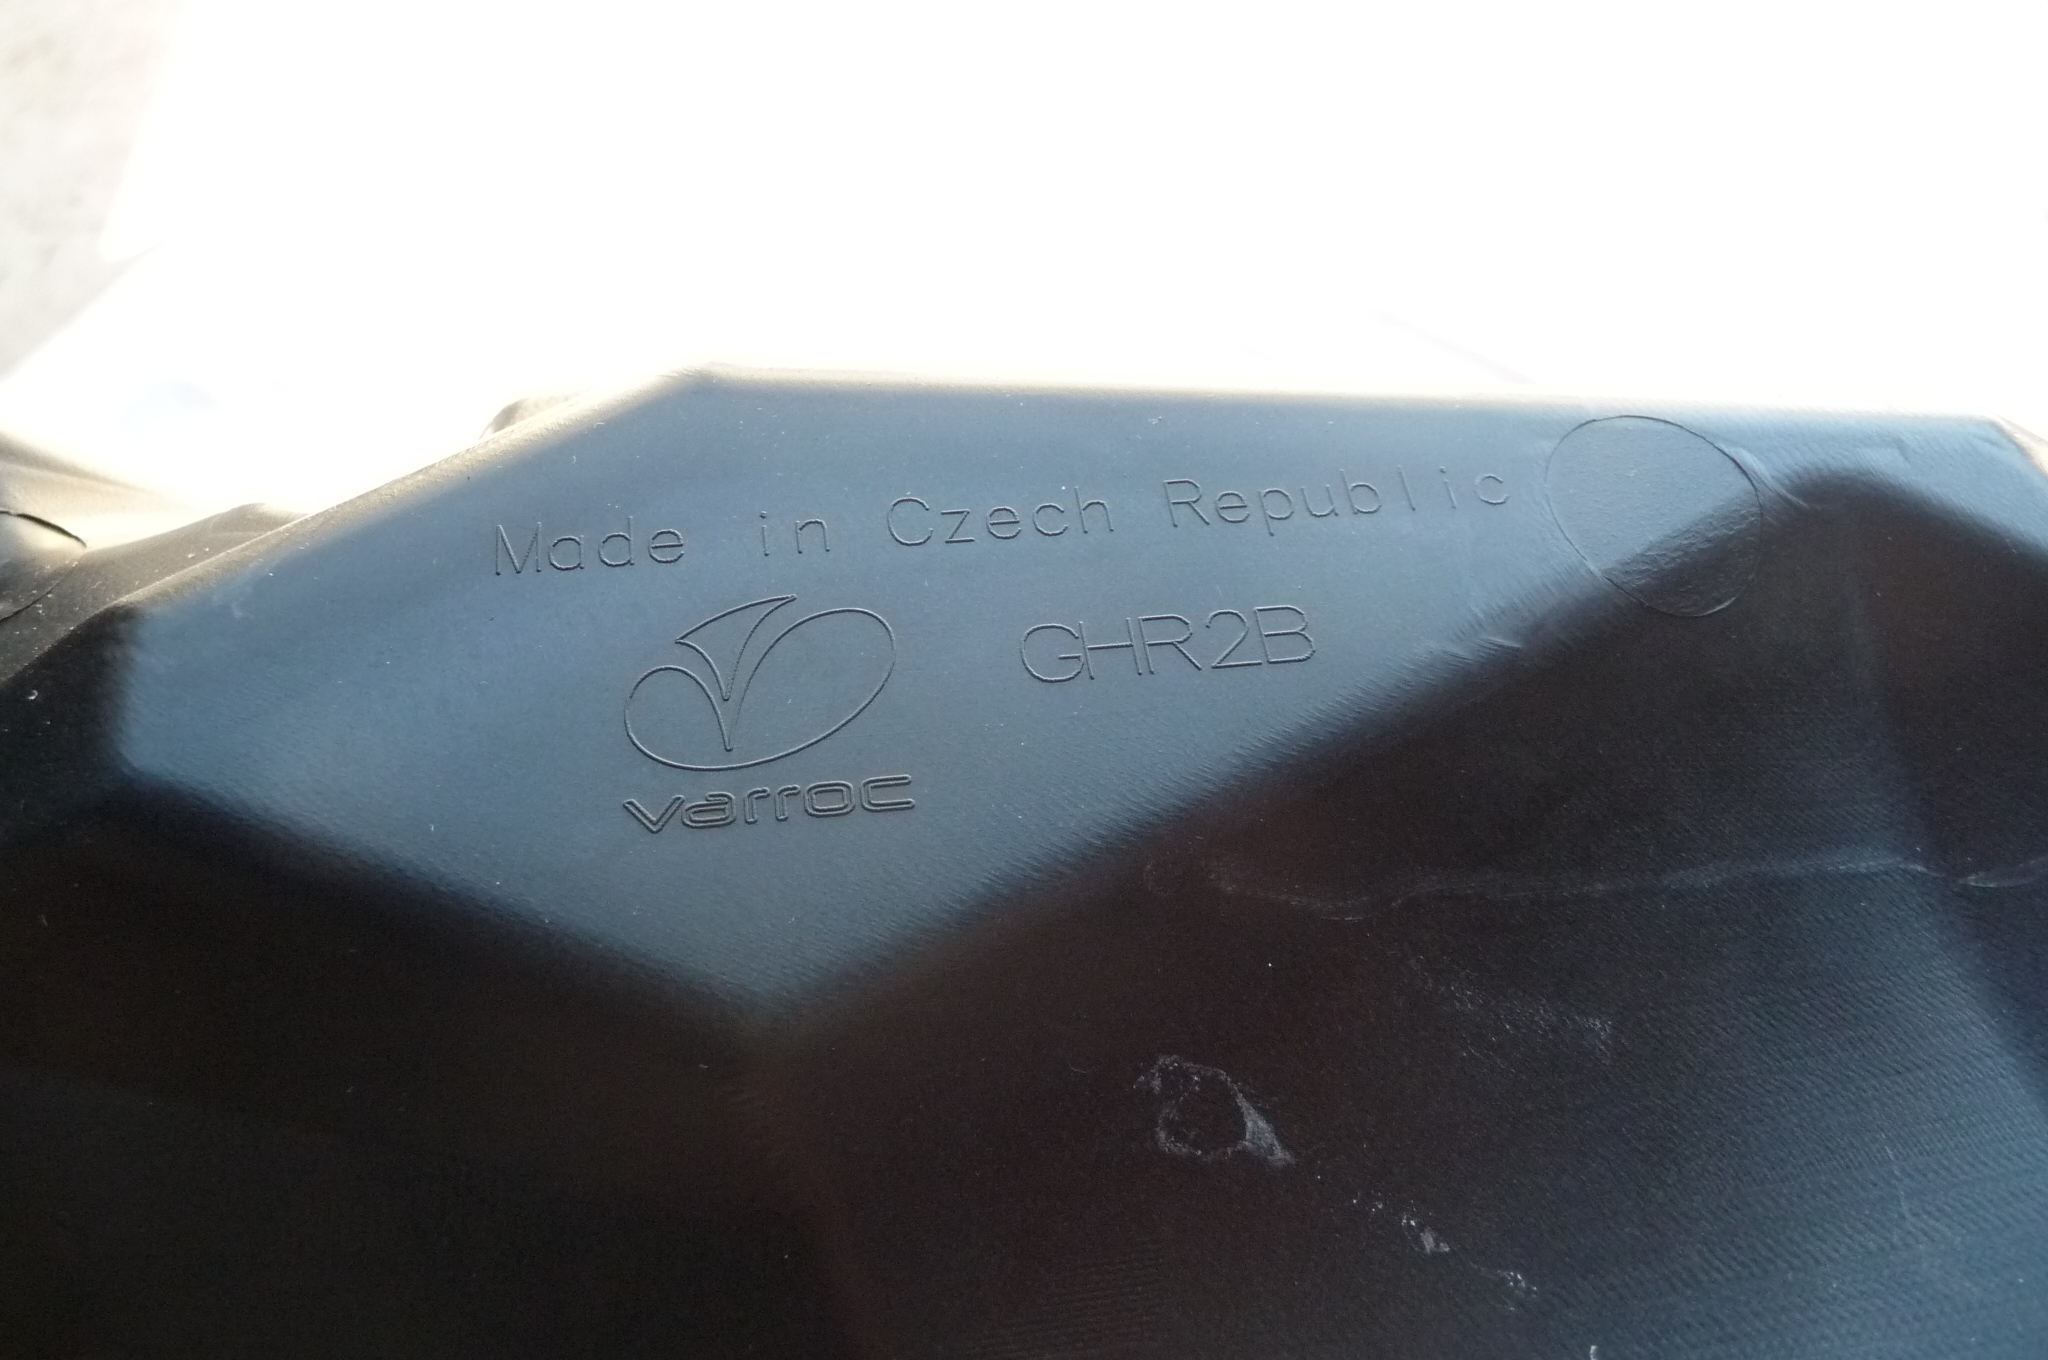 Made in Czech Republic
GHR2B
varroc